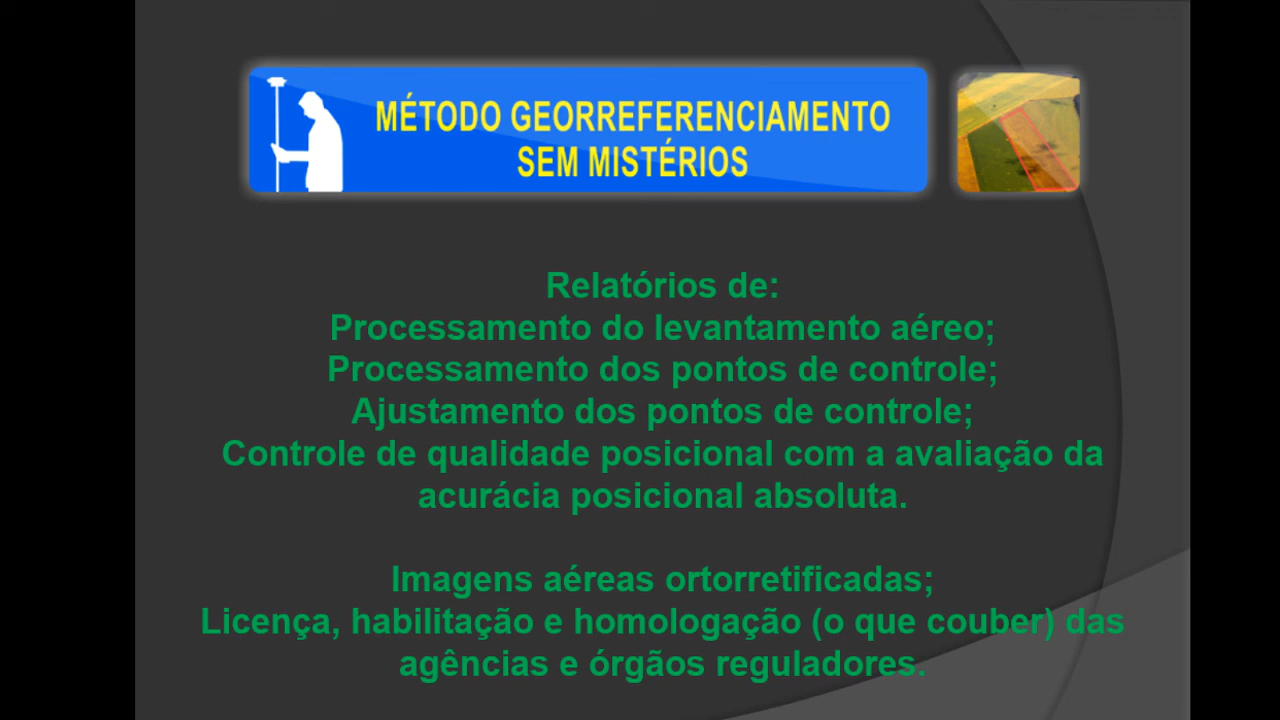 MÉTODO GEORREFERENCIAMENTO
SEM MISTÉRIOS
Relatórios de:
Processamento do levantamento aéreo;
Processamento dos pontos de controle;
Ajustamento dos pontos de controle;
Controle de qualidade posicional com a avaliação da
acurácia posicional absoluta.
Imagens aéreas ortorretificadas;
Licença, habilitação e homologação (o que couber) das
agências e órgãos reguladores.